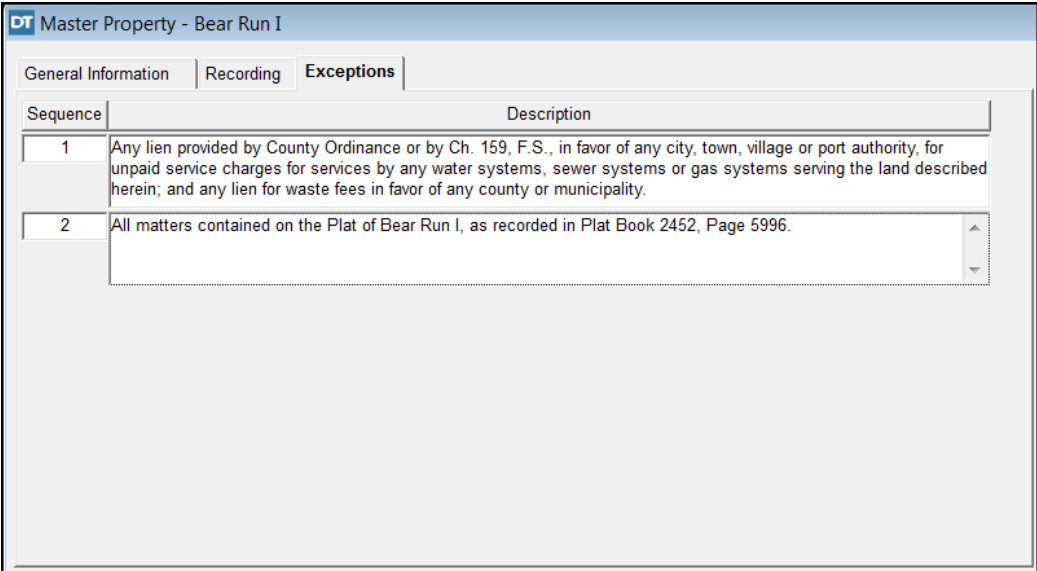 DT Master Property - Bear Run I
General Information Recording Exceptions
Sequence Description
1 Any lien provided by County Ordinance or by Ch. 159, F.S., in favor of any city, town, village or port authority, for
unpaid service charges for services by any water systems, sewer systems or gas systems serving the land described
herein; and any lien for waste fees in favor of any county or municipality.
2 All matters contained on the Plat of Bear Run I, as recorded in Plat Book 2452, Page 5996.